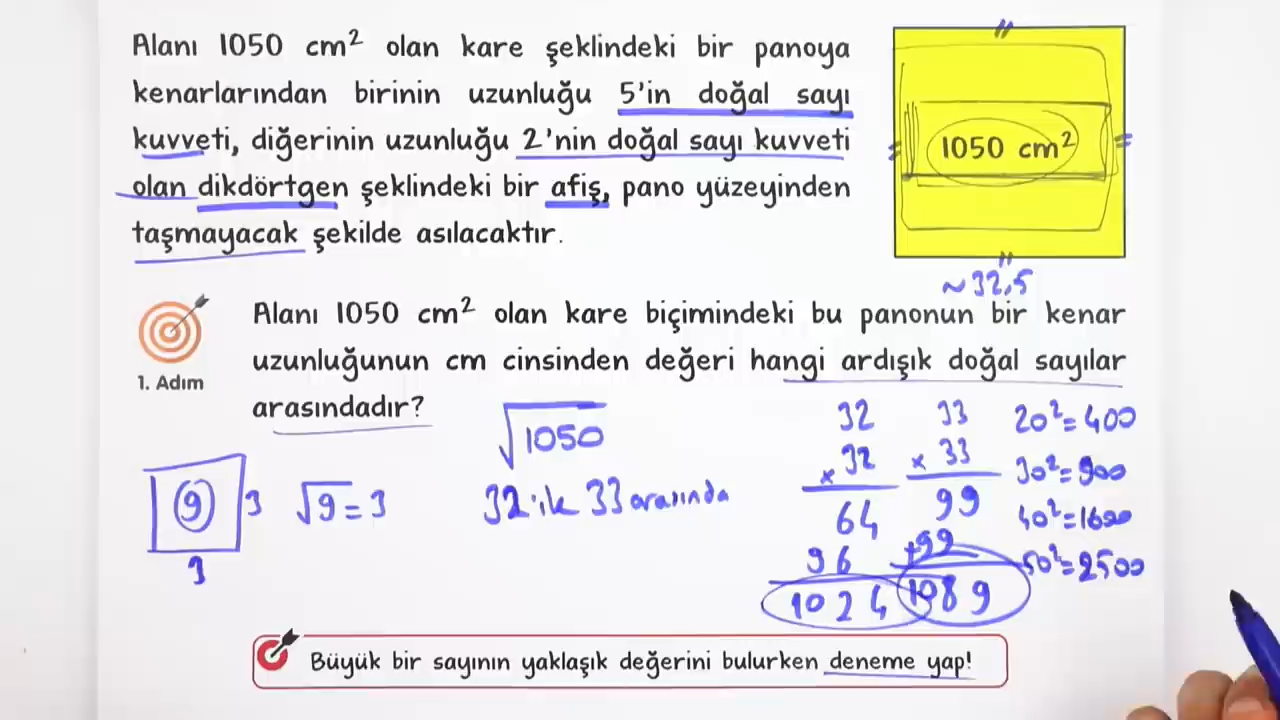 Alanı 1050 cm² olan kare şeklindeki bir panoya
kenarlarından birinin uzunluğu 5'in doğal sayı
kuvveti, diğerinin uzunluğu 2'nin doğal sayı kuvveti
olan dikdörtgen şeklindeki bir afiş, pano yüzeyinden
taşmayacak şekilde asılacaktır.
1050 cm²
~32,5
1. Adım
Alanı 1050 cm² olan kare biçimindeki bu panonun bir kenar
uzunluğunun cm cinsinden değeri hangi ardışık doğal sayılar
arasındadır?
√1050
9
3
3
√9 = 3
32 ile 33 arasında
32
x 32
64
96
1024
33
x 33
99
+99
1089
20² = 400
30² = 900
40² = 1600
50² = 2500
Büyük bir sayının yaklaşık değerini bulurken deneme yap!